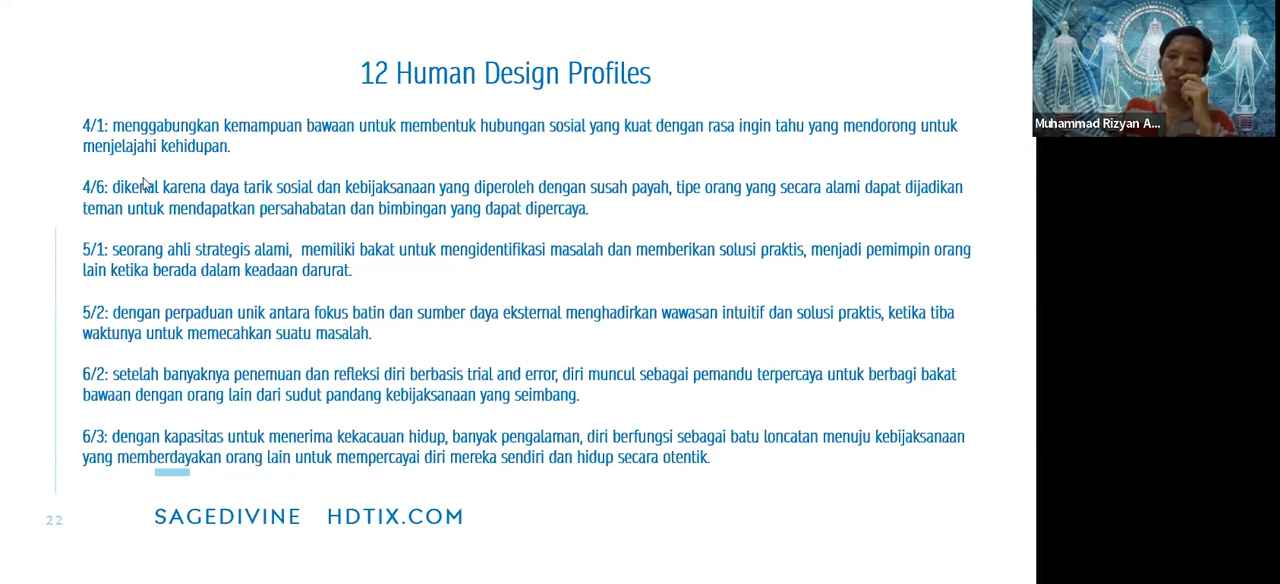 12 Human Design Profiles
4/1: menggabungkan kemampuan bawaan untuk membentuk hubungan sosial yang kuat dengan rasa ingin tahu yang mendorong untuk
menjelajahi kehidupan.
4/6: dikenal karena daya tarik sosial dan kebijaksanaan yang diperoleh dengan susah payah, tipe orang yang secara alami dapat dijadikan
teman untuk mendapatkan persahabatan dan bimbingan yang dapat dipercaya.
5/1: seorang ahli strategis alami, memiliki bakat untuk mengidentifikasi masalah dan memberikan solusi praktis, menjadi pemimpin orang
lain ketika berada dalam keadaan darurat.
5/2: dengan perpaduan unik antara fokus batin dan sumber daya eksternal menghadirkan wawasan intuitif dan solusi praktis, ketika tiba
waktunya untuk memecahkan suatu masalah.
6/2: setelah banyaknya penemuan dan refleksi diri berbasis trial and error, diri muncul sebagai pemandu terpercaya untuk berbagi bakat
bawaan dengan orang lain dari sudut pandang kebijaksanaan yang seimbang.
6/3: dengan kapasitas untuk menerima kekacauan hidup, banyak pengalaman, diri berfungsi sebagai batu loncatan menuju kebijaksanaan
yang memberdayakan orang lain untuk mempercayai diri mereka sendiri dan hidup secara otentik.
22
SAGEDIVINE HDTIX.COM
Muhammad Rizyan A...